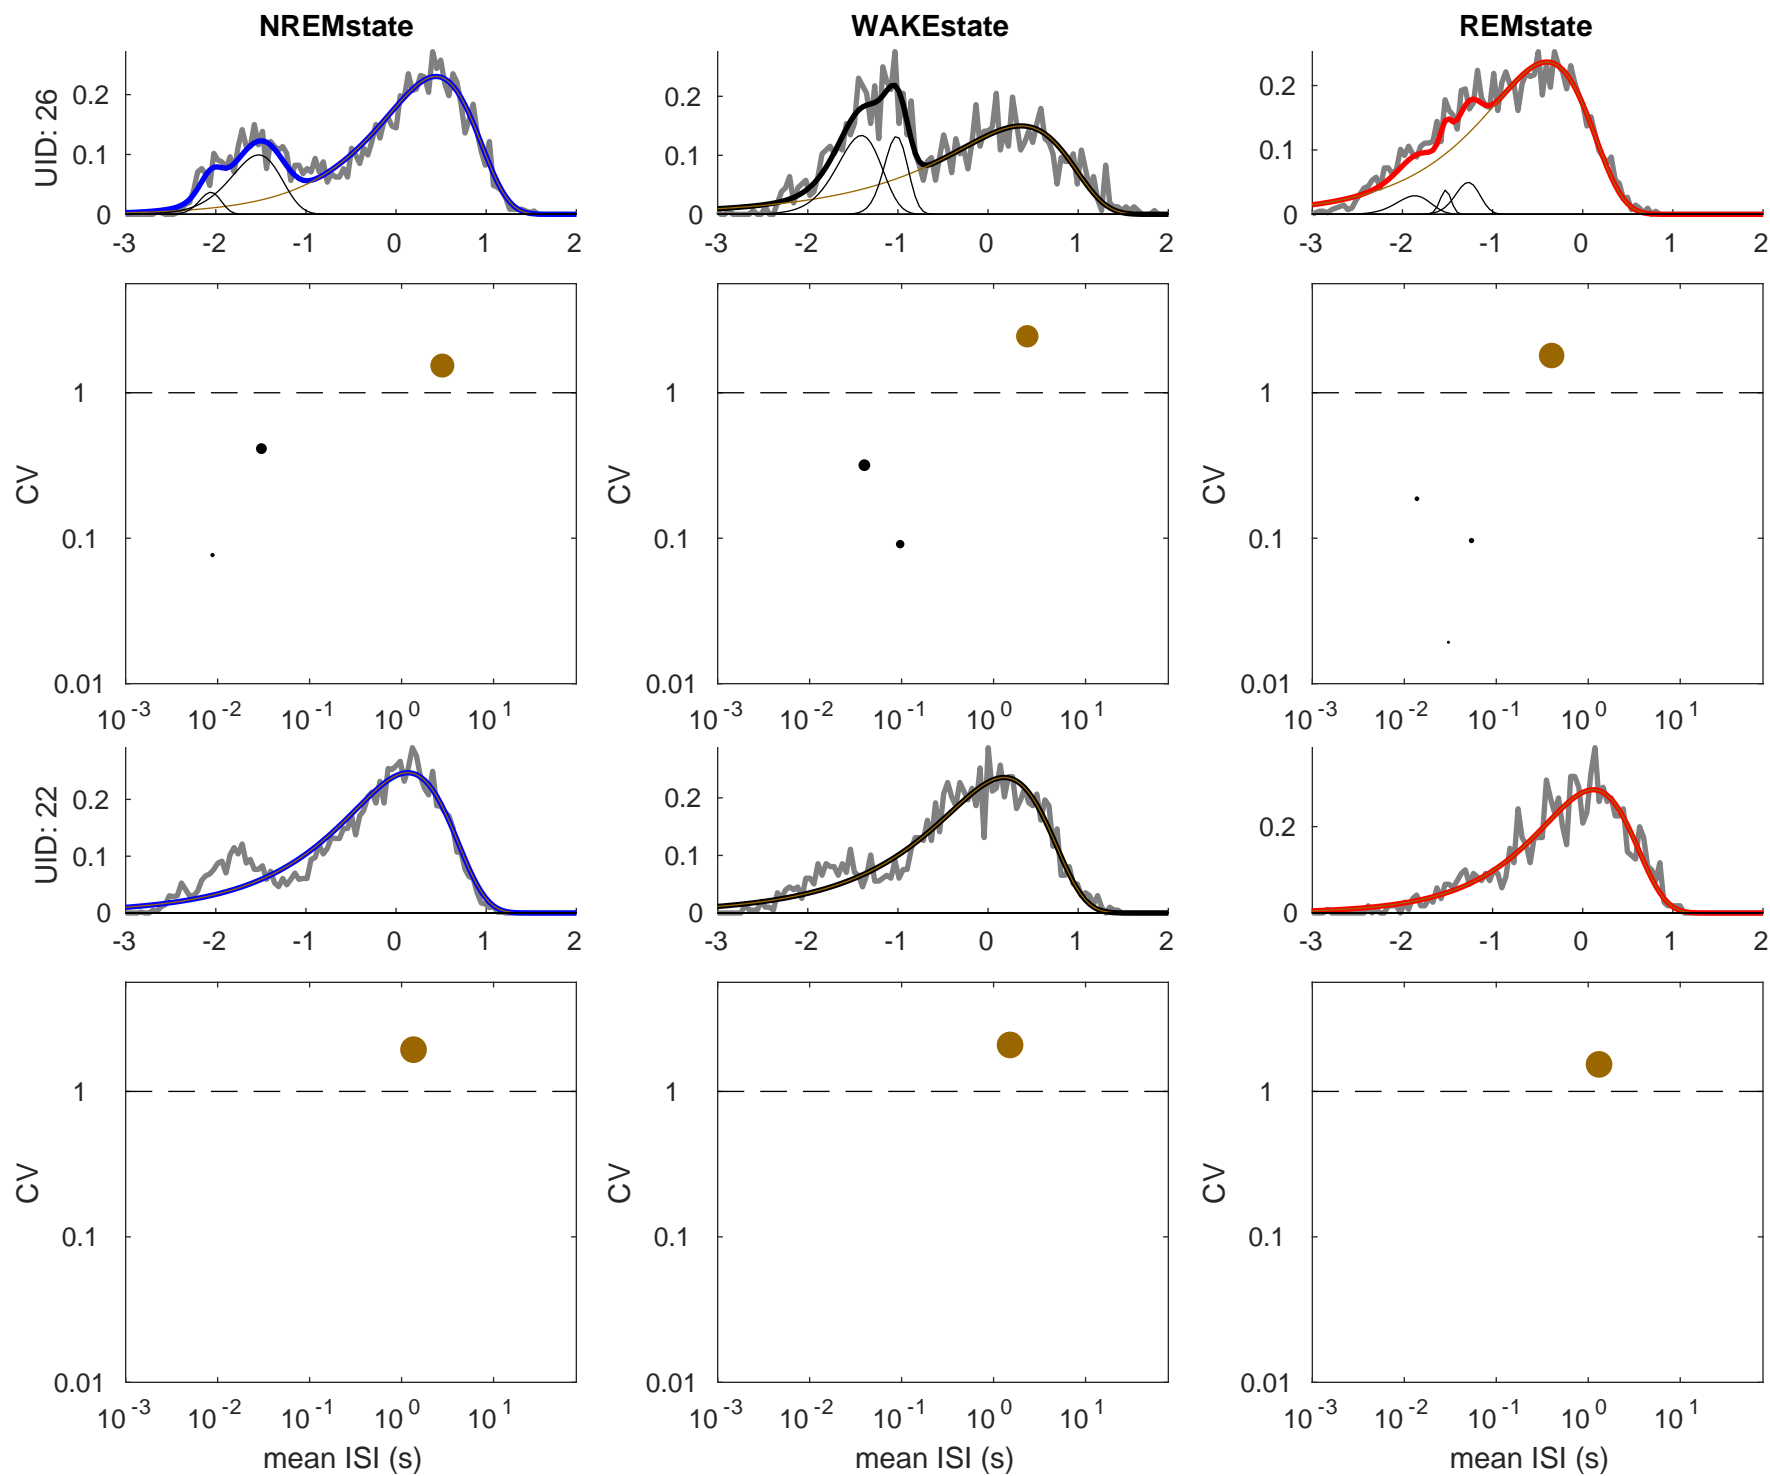 NREMstate WAKEstate REMstate
UID: 26
0.2 0.2 0.2
0.1 0.1 0.1
0 0 0
-3 -2 -1 0 1 2 -3 -2 -1 0 1 2 -3 -2 -1 0 1 2
CV CV CV
1 1 1
0.1 0.1 0.1
0.01 0.01 0.01
10^-3 10^-2 10^-1 10^0 10^1 10^-3 10^-2 10^-1 10^0 10^1 10^-3 10^-2 10^-1 10^0 10^1
UID: 22
0.2 0.2 0.2
0.1 0.1
0 0 0
-3 -2 -1 0 1 2 -3 -2 -1 0 1 2 -3 -2 -1 0 1 2
CV CV CV
1 1 1
0.1 0.1 0.1
0.01 0.01 0.01
10^-3 10^-2 10^-1 10^0 10^1 10^-3 10^-2 10^-1 10^0 10^1 10^-3 10^-2 10^-1 10^0 10^1
mean ISI (s) mean ISI (s) mean ISI (s)